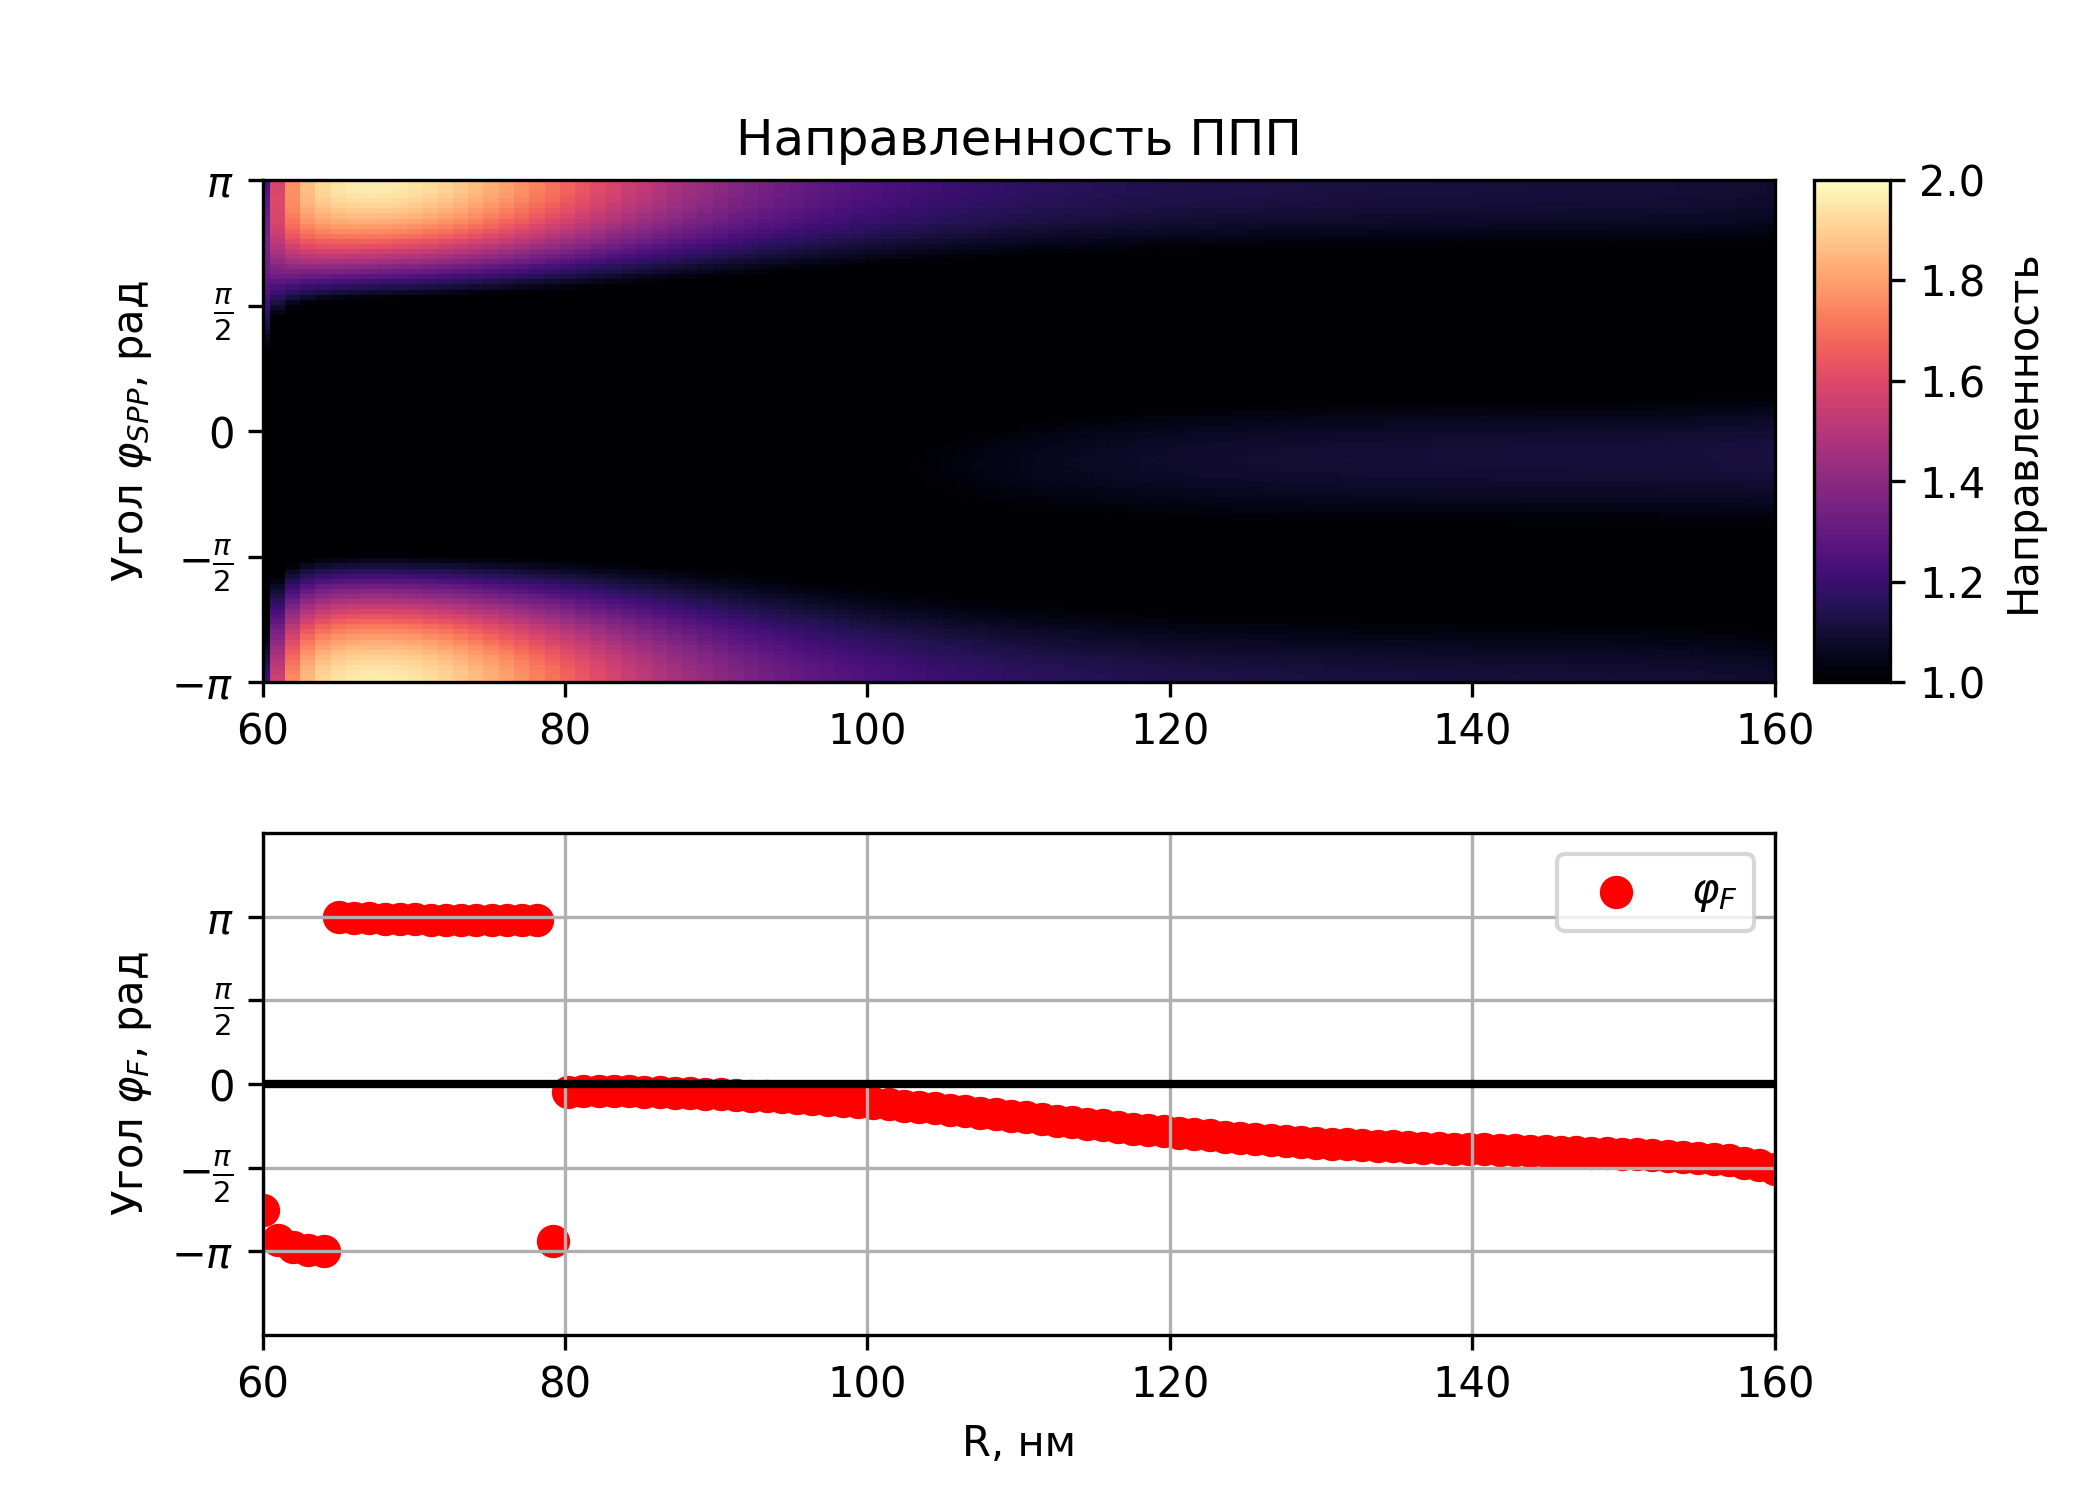 Направленность ППП
π
π/2
0
−π/2
−π
Угол φ_SPP, рад
60 80 100 120 140 160
2.0
1.8
1.6
1.4
1.2
1.0
Направленность
π
π/2
0
−π/2
−π
Угол φ_F, рад
φ_F
60 80 100 120 140 160
R, нм